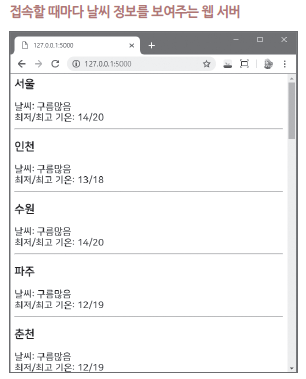 접속할 때마다 날씨 정보를 보여주는 웹 서버
127.0.0.1:5000
127.0.0.1:5000
서울
날씨: 구름많음
최저/최고 기온: 14/20
인천
날씨: 구름많음
최저/최고 기온: 13/18
수원
날씨: 구름많음
최저/최고 기온: 14/20
파주
날씨: 구름많음
최저/최고 기온: 12/19
춘천
날씨: 구름많음
최저/최고 기온: 12/19